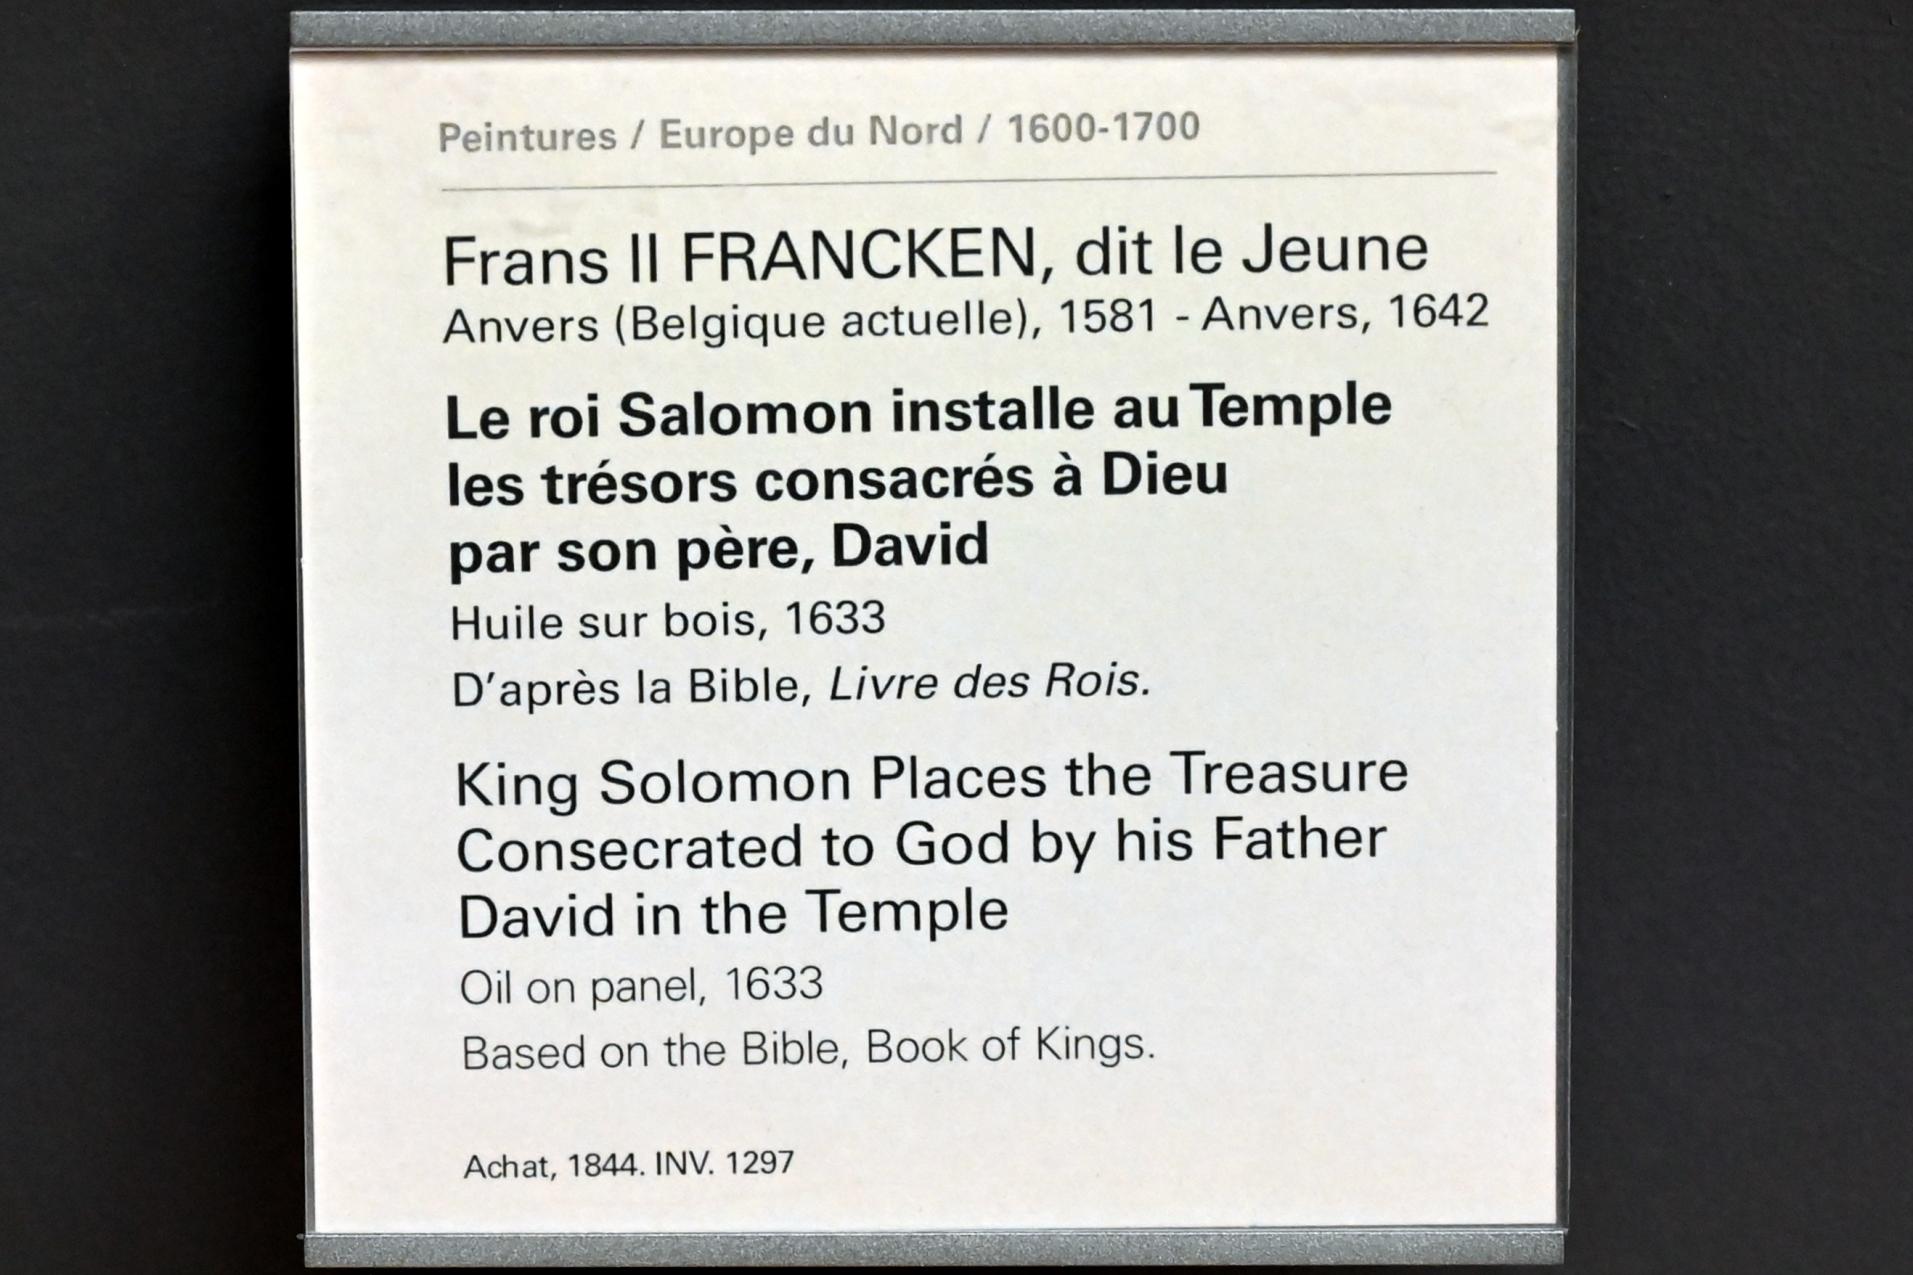 Peintures / Europe du Nord / 1600-1700
Frans II FRANCKEN, dit le Jeune
Anvers (Belgique actuelle), 1581 - Anvers, 1642
Le roi Salomon installe au Temple
les trésors consacrés à Dieu
par son père, David
Huile sur bois, 1633
D'après la Bible, Livre des Rois.
King Solomon Places the Treasure
Consecrated to God by his Father
David in the Temple
Oil on panel, 1633
Based on the Bible, Book of Kings.
Achat, 1844. INV. 1297